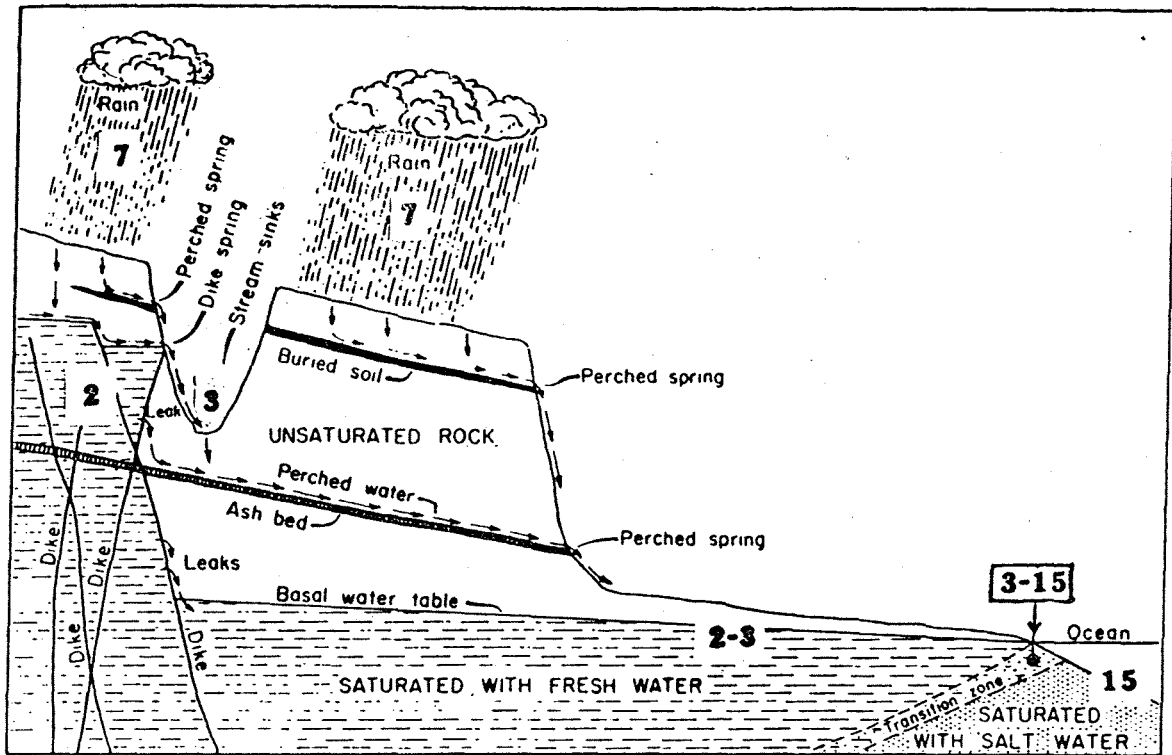 Rain
7
Rain
7
Perched spring
Dike spring
Stream sinks
Buried soil
Perched spring
2
Leak
3
UNSATURATED ROCK
Perched water
Ash bed
Perched spring
Dike
Dike
Leaks
3-15
Basal water table
2-3
Ocean
Dike
Dike
SATURATED WITH FRESH WATER
Transition zone
15
SATURATED
WITH SALT WATER